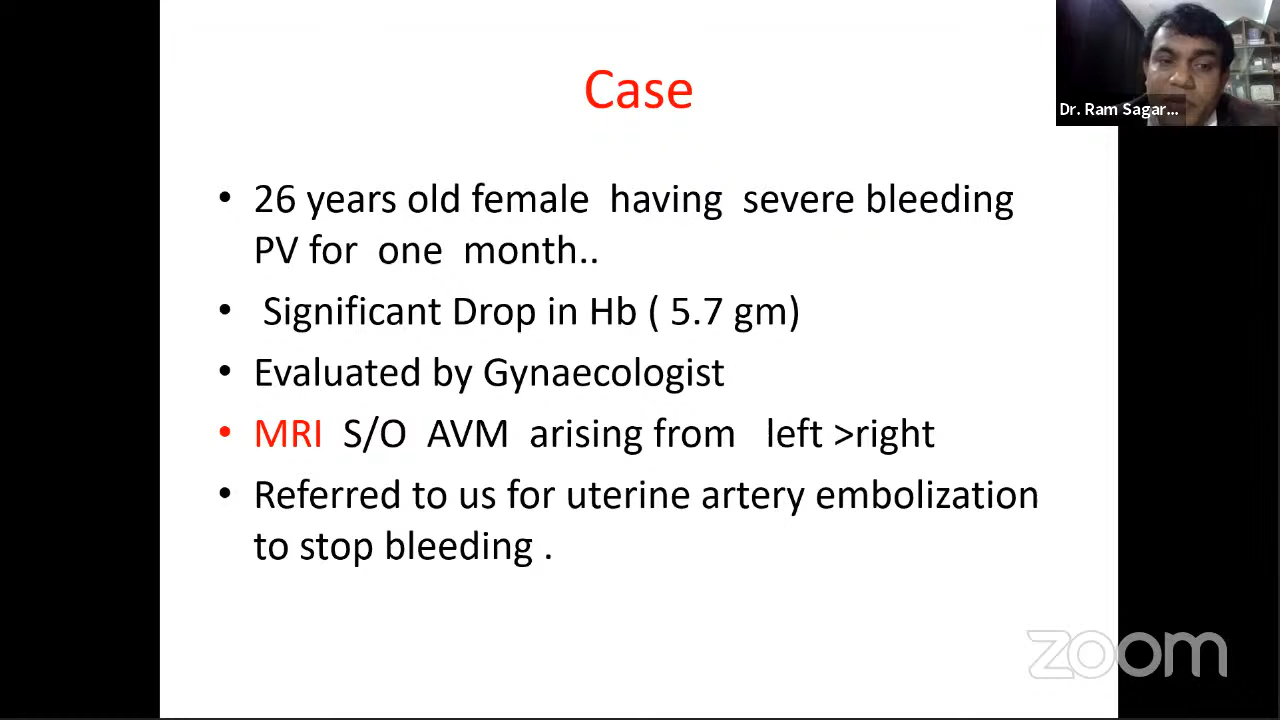 Case
Dr. Ram Sagar...
• 26 years old female having severe bleeding
PV for one month..
• Significant Drop in Hb ( 5.7 gm)
• Evaluated by Gynaecologist
• MRI S/O AVM arising from left >right
• Referred to us for uterine artery embolization
to stop bleeding .
zoom